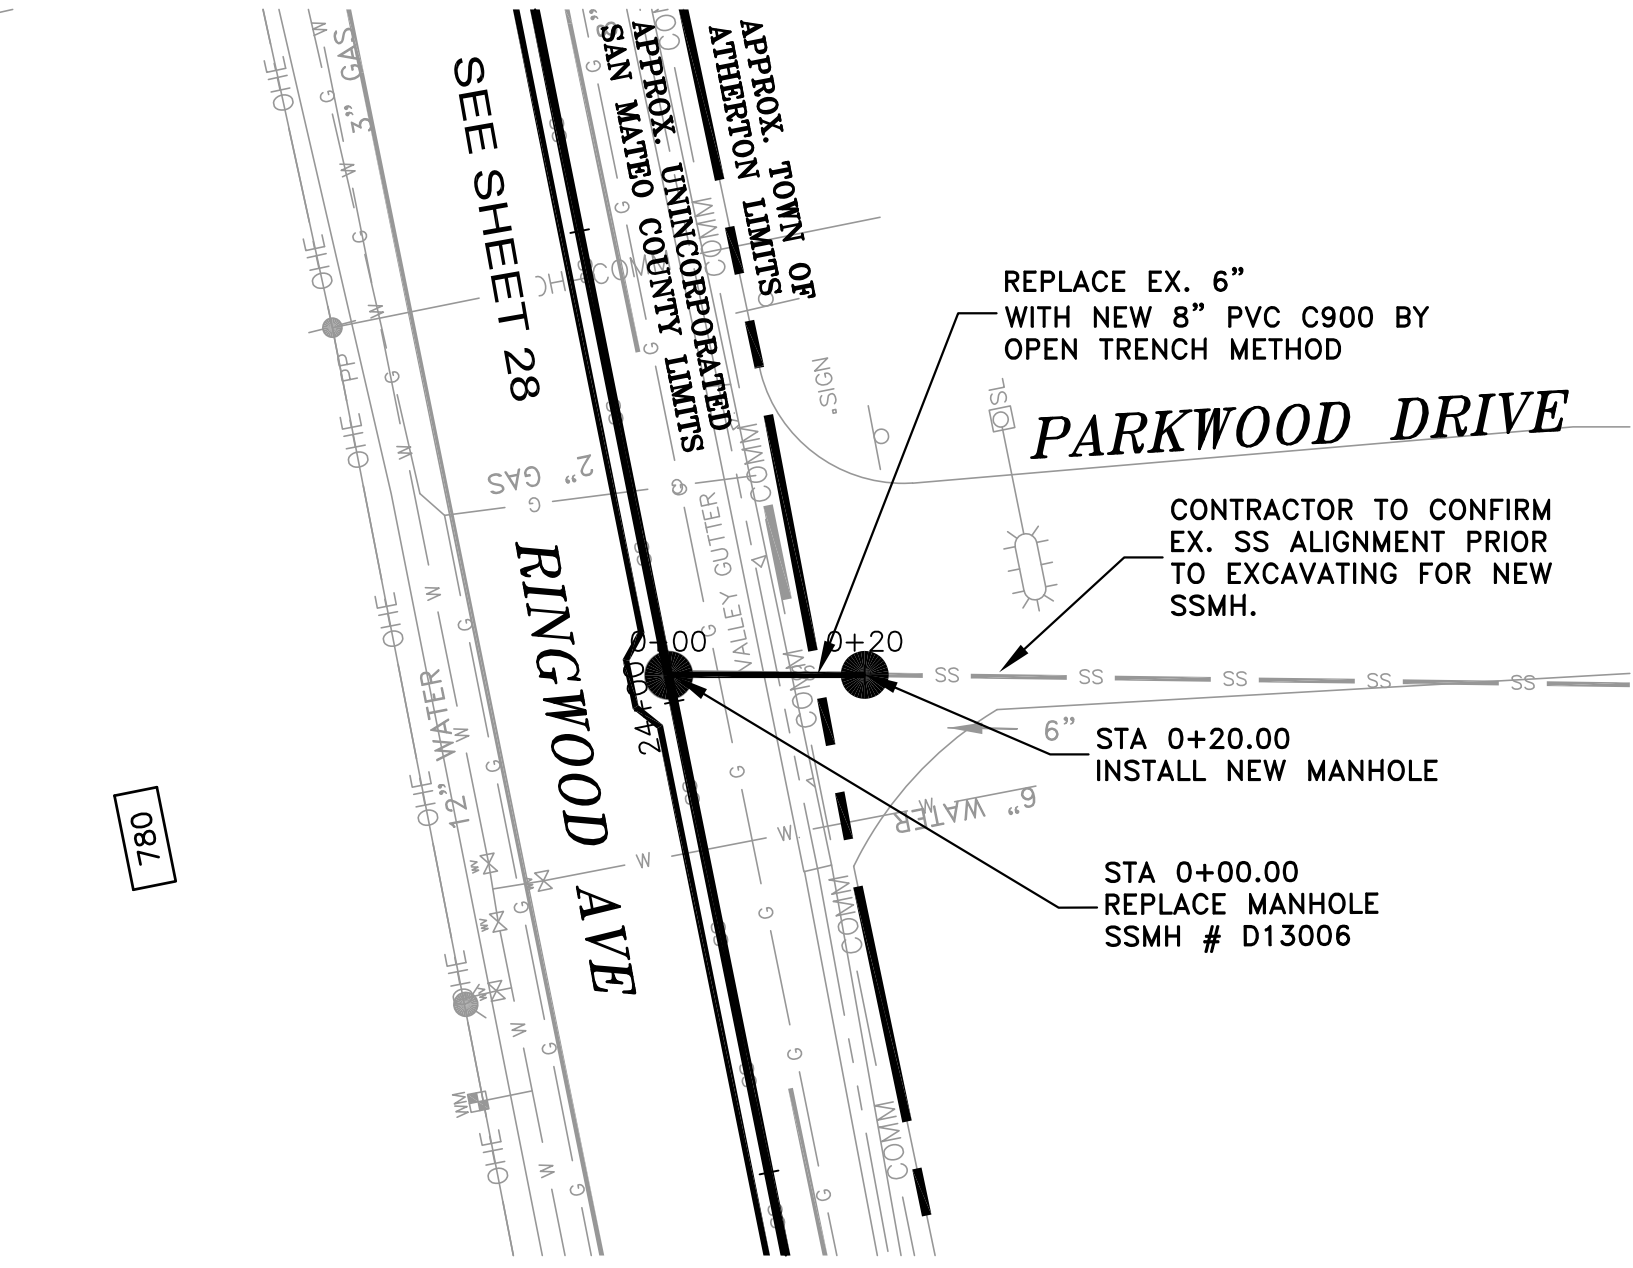 SEE SHEET 28
APPROX. UNINCORPORATED
SAN MATEO COUNTY LIMITS
APPROX. TOWN OF
ATHERTON LIMITS
REPLACE EX. 6”
WITH NEW 8” PVC C900 BY
OPEN TRENCH METHOD
PARKWOOD DRIVE
CONTRACTOR TO CONFIRM
EX. SS ALIGNMENT PRIOR
TO EXCAVATING FOR NEW
SSMH.
RINGWOOD AVE
0+00
0+20
STA 0+20.00
INSTALL NEW MANHOLE
STA 0+00.00
REPLACE MANHOLE
SSMH # D13006
780
3” GAS
2” GAS
12” WATER
6” WATER
6”
VALLEY GUTTER
SIGN
SL
PP
OHE
OHE
OHE
OHE
OHE
OHE
OHE
COMM
COMM
COMM
COMM
COMM
SS
SS
SS
SS
SS
WM